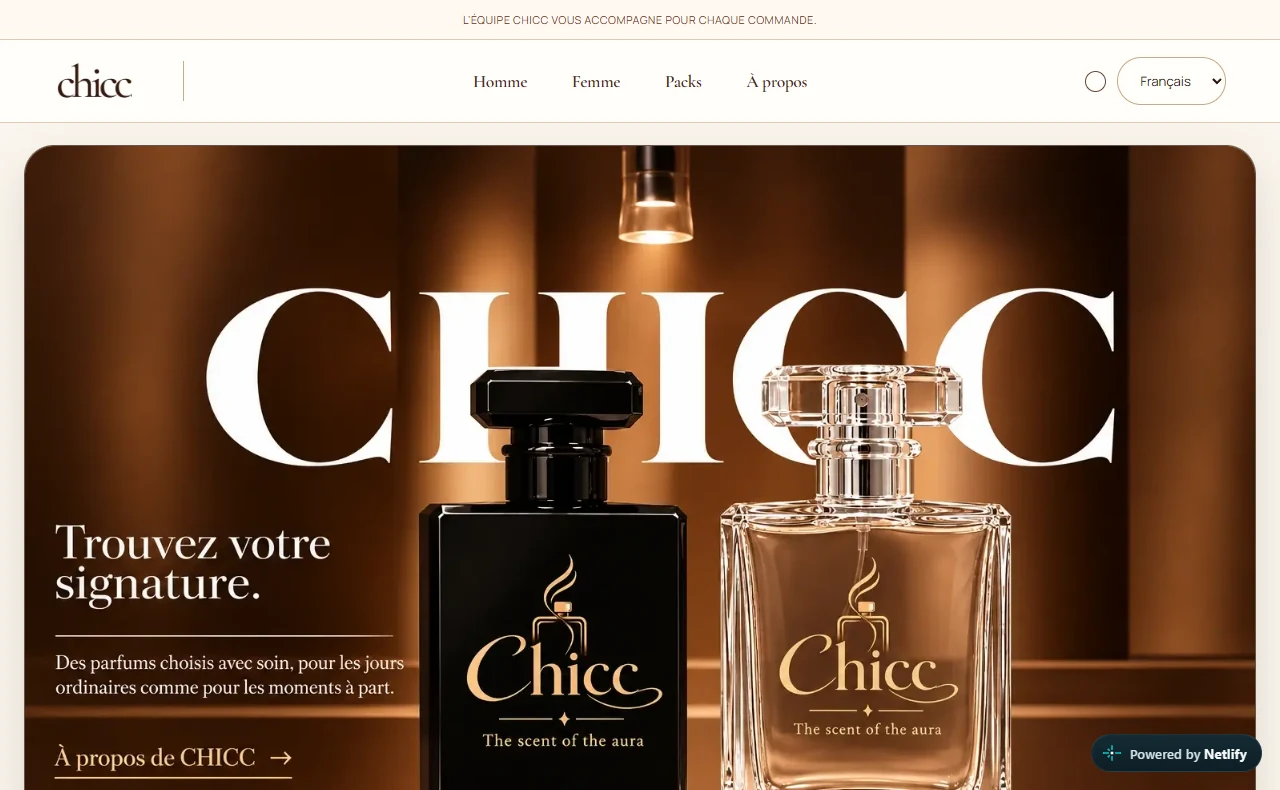 L'ÉQUIPE CHICC VOUS ACCOMPAGNE POUR CHAQUE COMMANDE.
chicc
Homme
Femme
Packs
À propos
Français
CHICC
Trouvez votre
signature.
Des parfums choisis avec soin, pour les jours
ordinaires comme pour les moments à part.
À propos de CHICC →
Chicc
The scent of the aura
Chicc
The scent of the aura
Powered by Netlify